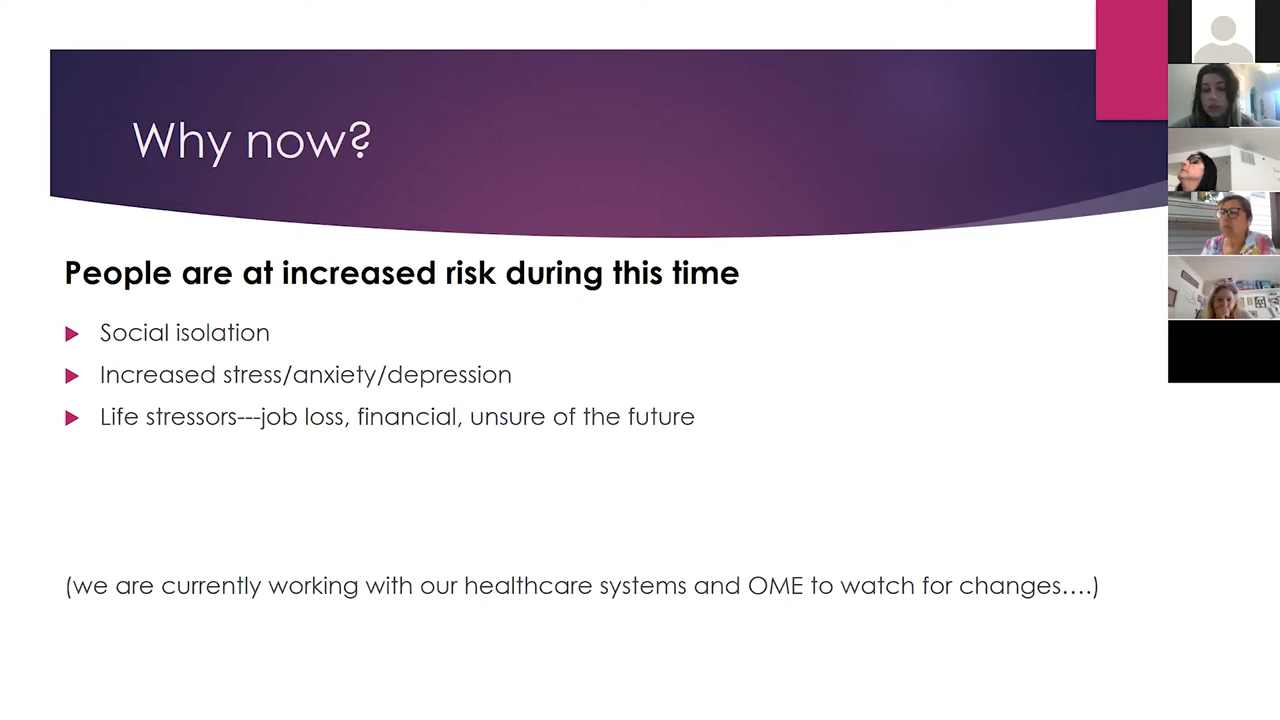 Why now?
People are at increased risk during this time
Social isolation
Increased stress/anxiety/depression
Life stressors---job loss, financial, unsure of the future
(we are currently working with our healthcare systems and OME to watch for changes….)